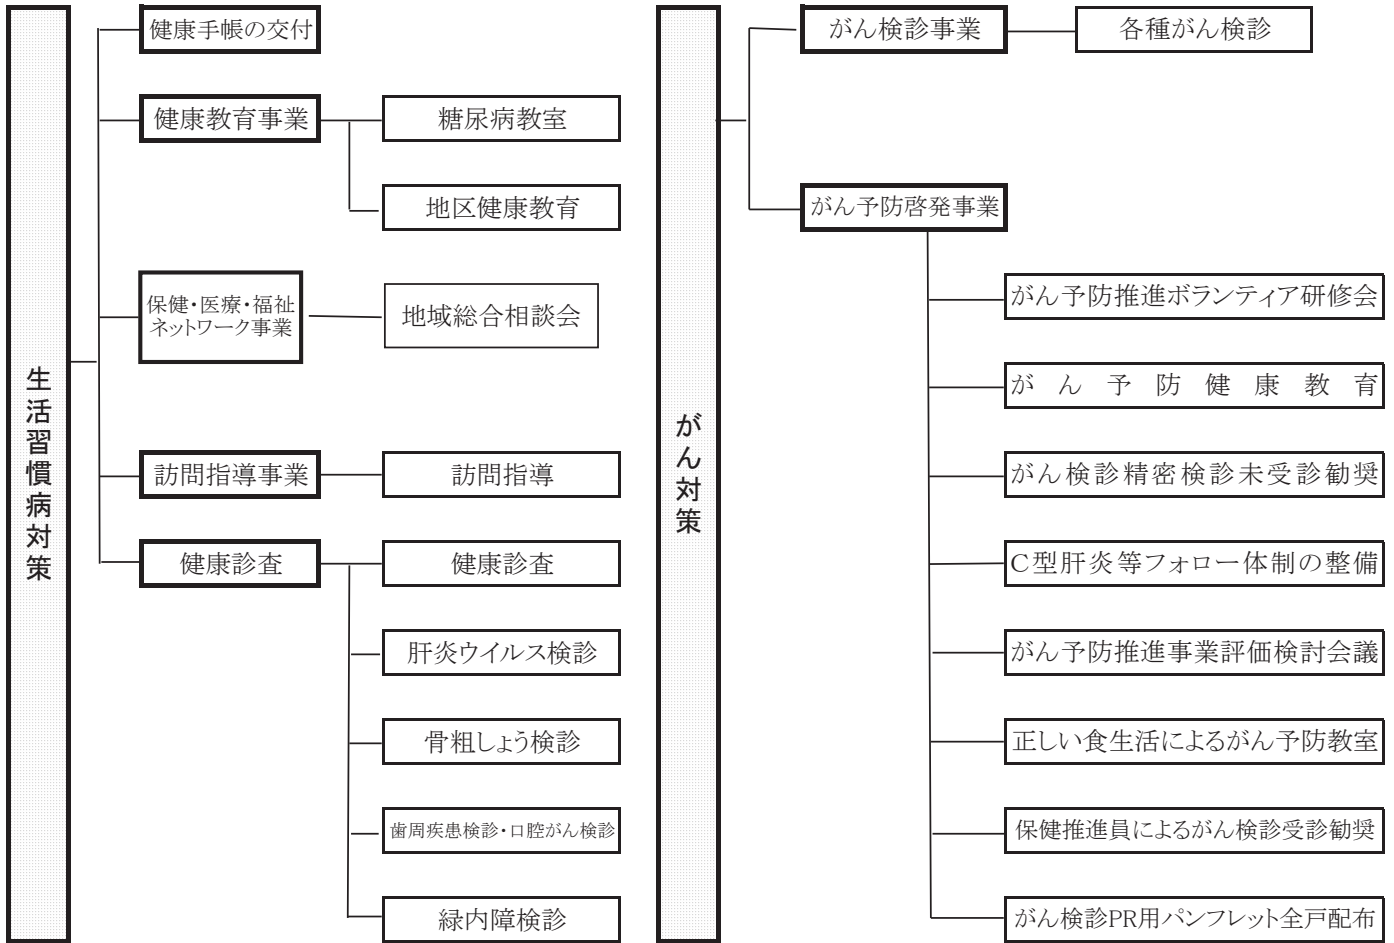 生活習慣病対策
健康手帳の交付
健康教育事業
糖尿病教室
地区健康教育
保健・医療・福祉
ネットワーク事業
地域総合相談会
訪問指導事業
訪問指導
健康診査
健康診査
肝炎ウイルス検診
骨粗しょう検診
歯周疾患検診・口腔がん検診
緑内障検診
がん対策
がん検診事業
各種がん検診
がん予防啓発事業
がん予防推進ボランティア研修会
がん予防健康教育
がん検診精密検診未受診勧奨
C型肝炎等フォロー体制の整備
がん予防推進事業評価検討会議
正しい食生活によるがん予防教室
保健推進員によるがん検診受診勧奨
がん検診PR用パンフレット全戸配布